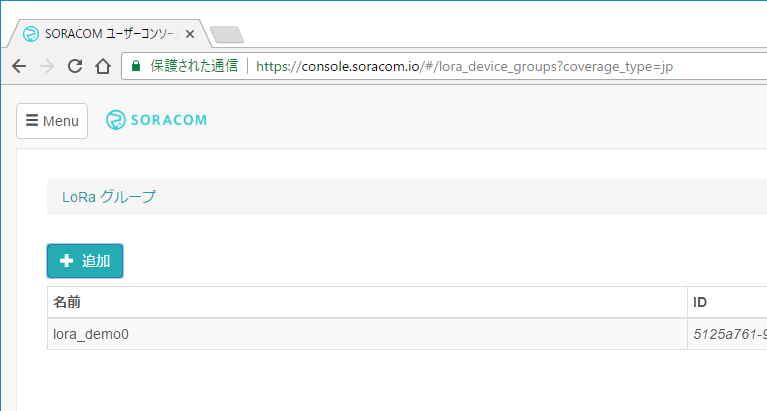 SORACOM ユーザーコンソー
保護された通信 https://console.soracom.io/#/lora_device_groups?coverage_type=jp
Menu SORACOM
LoRa グループ
追加
名前 ID
lora_demo0 5125a761-9